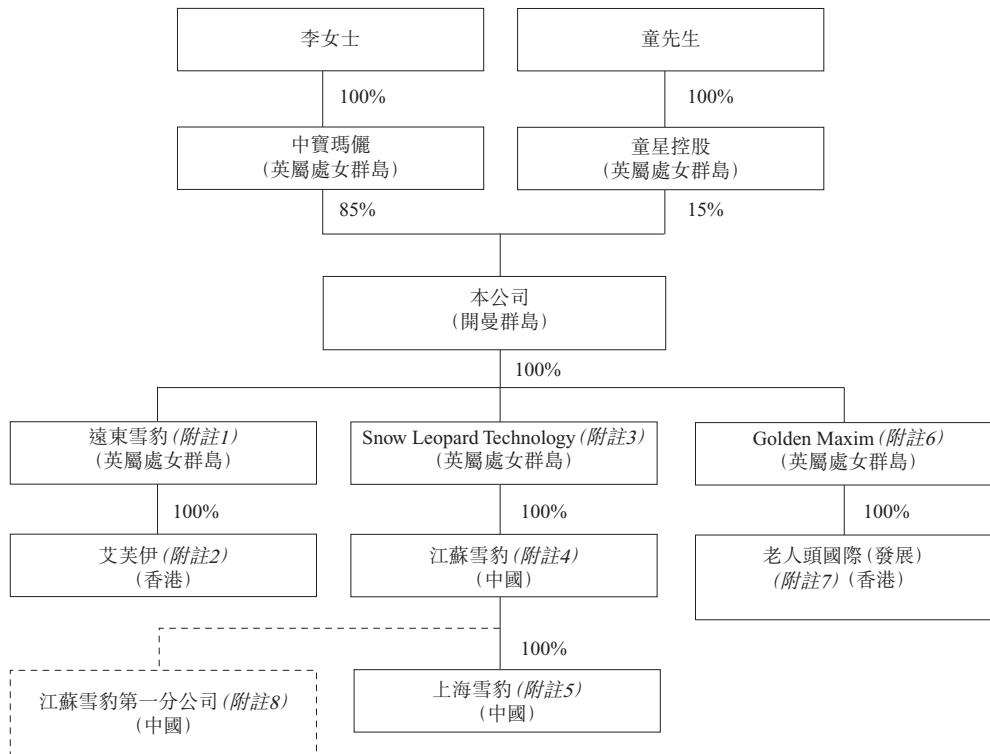 李女士
童先生
100%
100%
中寶瑪儷
（英屬處女群島）
童星控股
（英屬處女群島）
85%
15%
本公司
（開曼群島）
100%
遠東雪豹（附註1）
（英屬處女群島）
Snow Leopard Technology（附註3）
（英屬處女群島）
Golden Maxim（附註6）
（英屬處女群島）
100%
100%
100%
艾芙伊（附註2）
（香港）
江蘇雪豹（附註4）
（中國）
老人頭國際（發展）
（附註7）（香港）
100%
江蘇雪豹第一分公司（附註8）
（中國）
上海雪豹（附註5）
（中國）